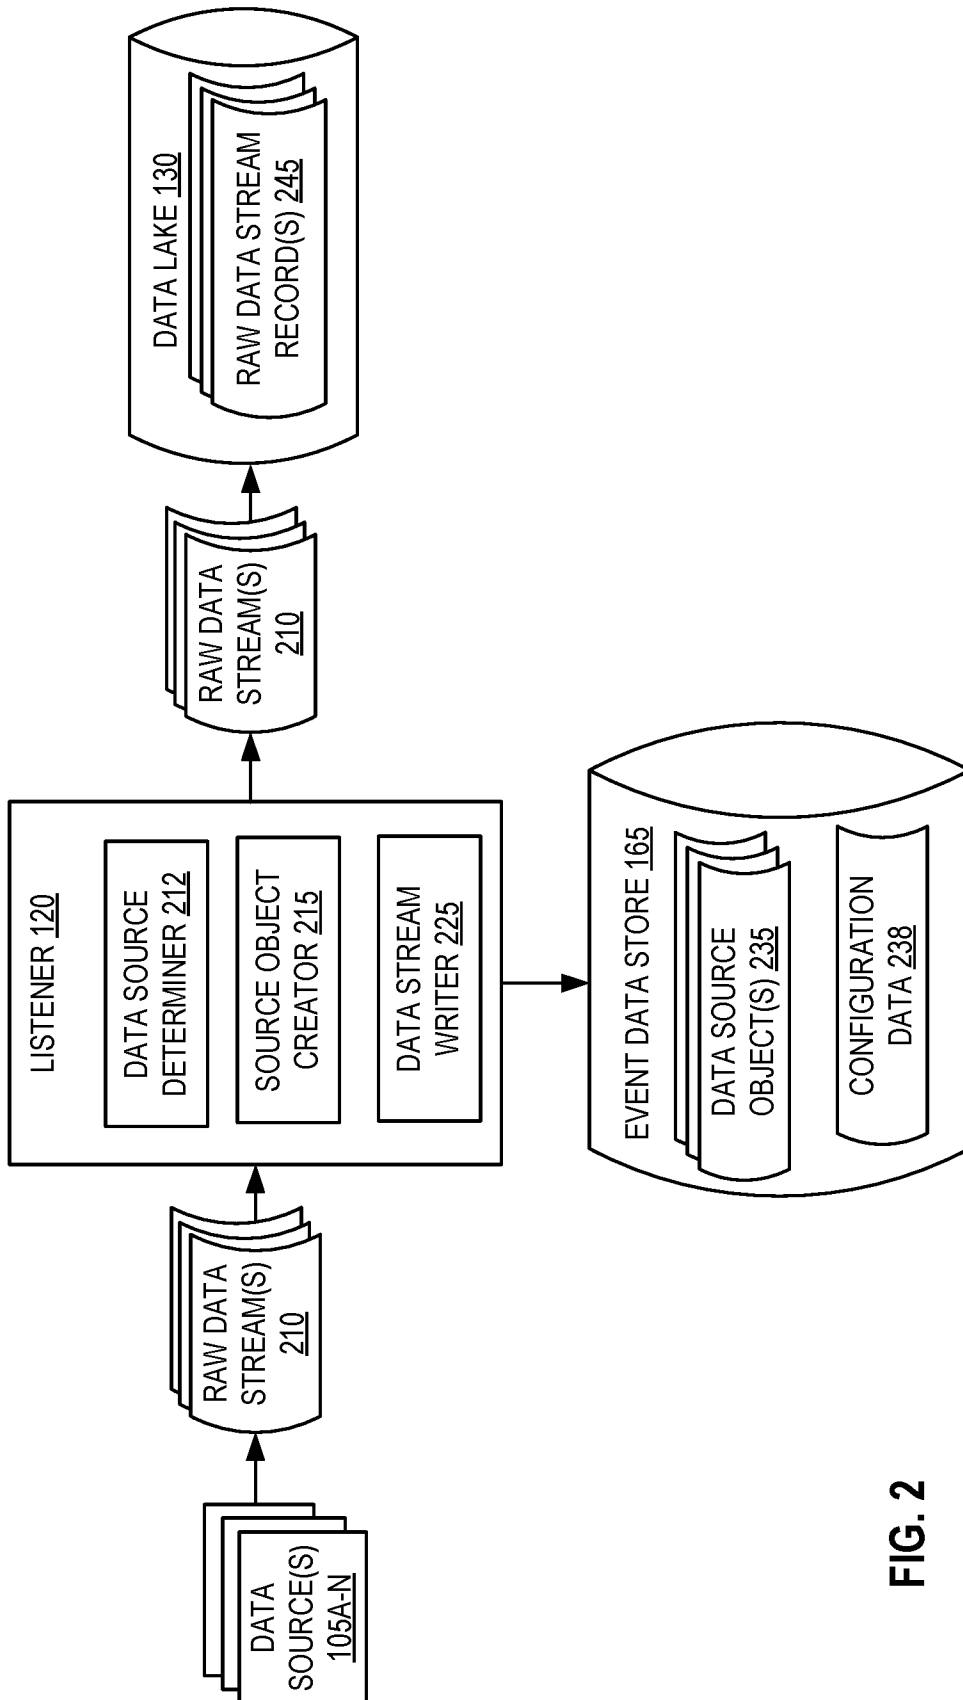 DATA
SOURCE(S)
105A-N
RAW DATA
STREAM(S)
210
LISTENER 120
DATA SOURCE
DETERMINER 212
SOURCE OBJECT
CREATOR 215
DATA STREAM
WRITER 225
RAW DATA
STREAM(S)
210
DATA LAKE 130
RAW DATA STREAM
RECORD(S) 245
EVENT DATA STORE 165
DATA SOURCE
OBJECT(S) 235
CONFIGURATION
DATA 238
FIG. 2